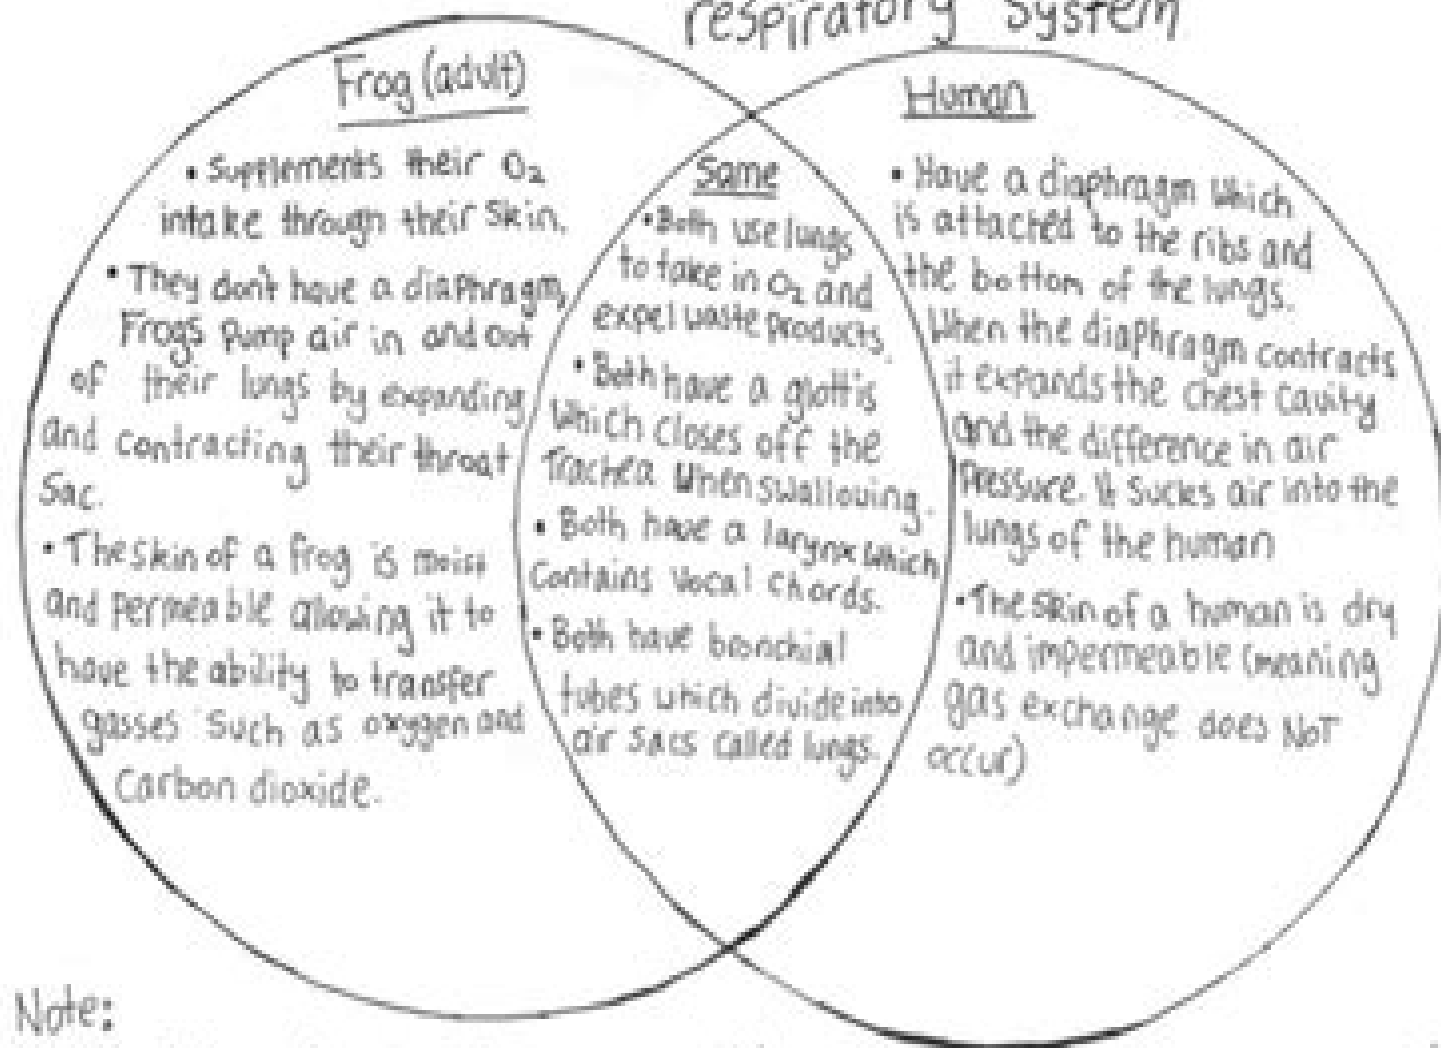 respiratory System
Frog (adult)
• Supplements their O₂
intake through their skin.
• They don't have a diaphragm,
Frogs pump air in and out
of their lungs by expanding
and contracting their throat
Sac.
• The skin of a frog is moist
and permeable allowing it to
have the ability to transfer
gasses such as oxygen and
Carbon dioxide.
Same
• Both use lungs
to take in O₂ and
expel waste products.
• Both have a glottis
Which closes off the
Trachea When swallowing.
• Both have a larynx which
Contains vocal chords.
• Both have bronchial
tubes which divide into
air sacs called lungs.
Human
• Have a diaphragm which
is attached to the ribs and
the bottom of the lungs.
When the diaphragm contracts
it expands the chest cavity
and the difference in air
Pressure. It sucks air into the
lungs of the human
• The skin of a human is dry
and impermeable (meaning
gas exchange does NOT
occur)
Note: